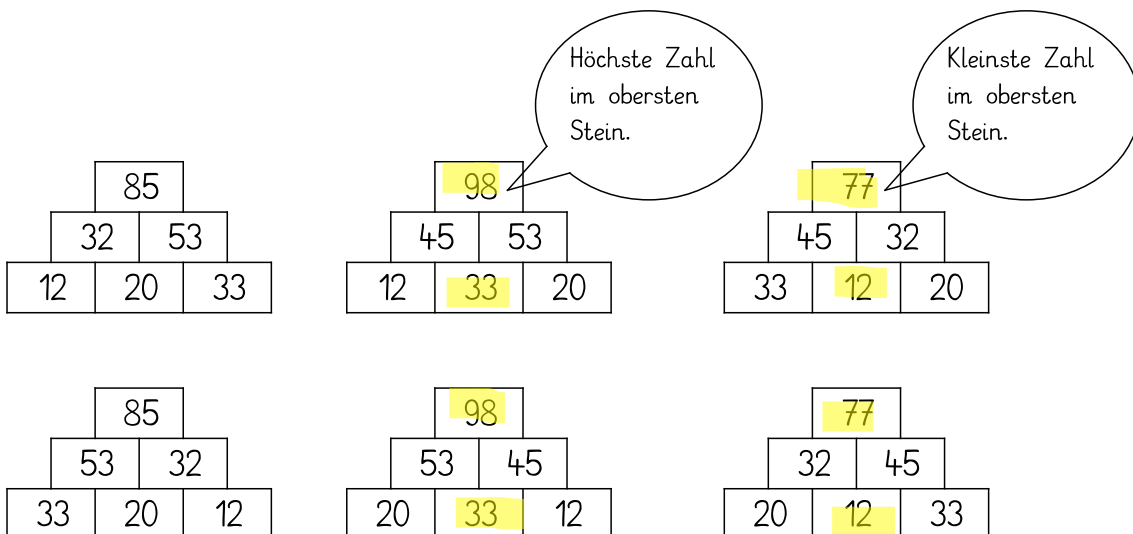 Höchste Zahl
im obersten
Stein.
Kleinste Zahl
im obersten
Stein.
85 98 77
32 53 45 53 45 32
12 20 33 12 33 20 33 12 20
85 98 77
53 32 53 45 32 45
33 20 12 20 33 12 20 12 33